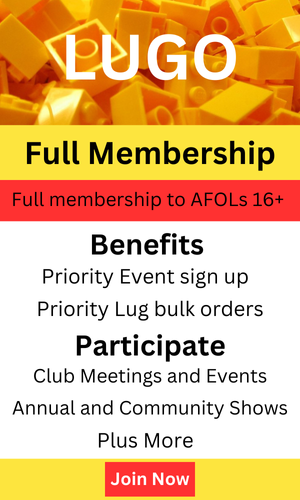 LUGO
Full Membership
Full membership to AFOLs 16+
Benefits
Priority Event sign up
Priority Lug bulk orders
Participate
Club Meetings and Events
Annual and Community Shows
Plus More
Join Now